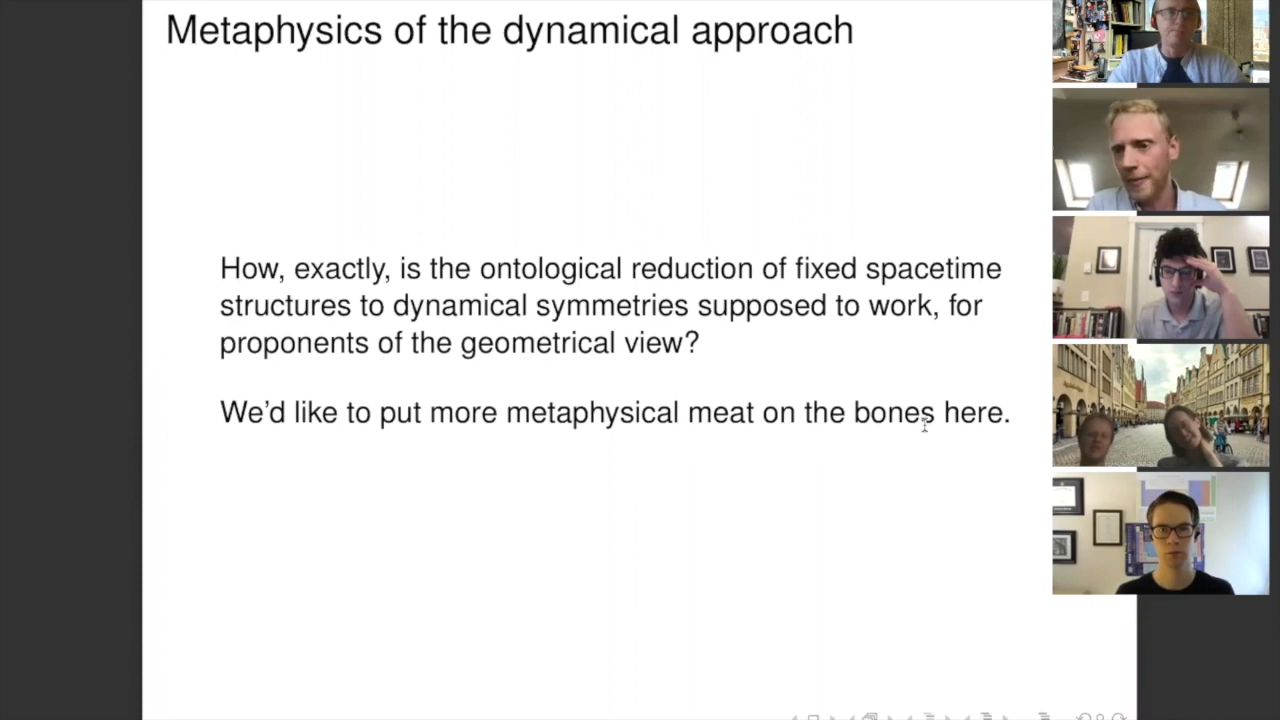 Metaphysics of the dynamical approach
How, exactly, is the ontological reduction of fixed spacetime
structures to dynamical symmetries supposed to work, for
proponents of the geometrical view?
We'd like to put more metaphysical meat on the bones here.